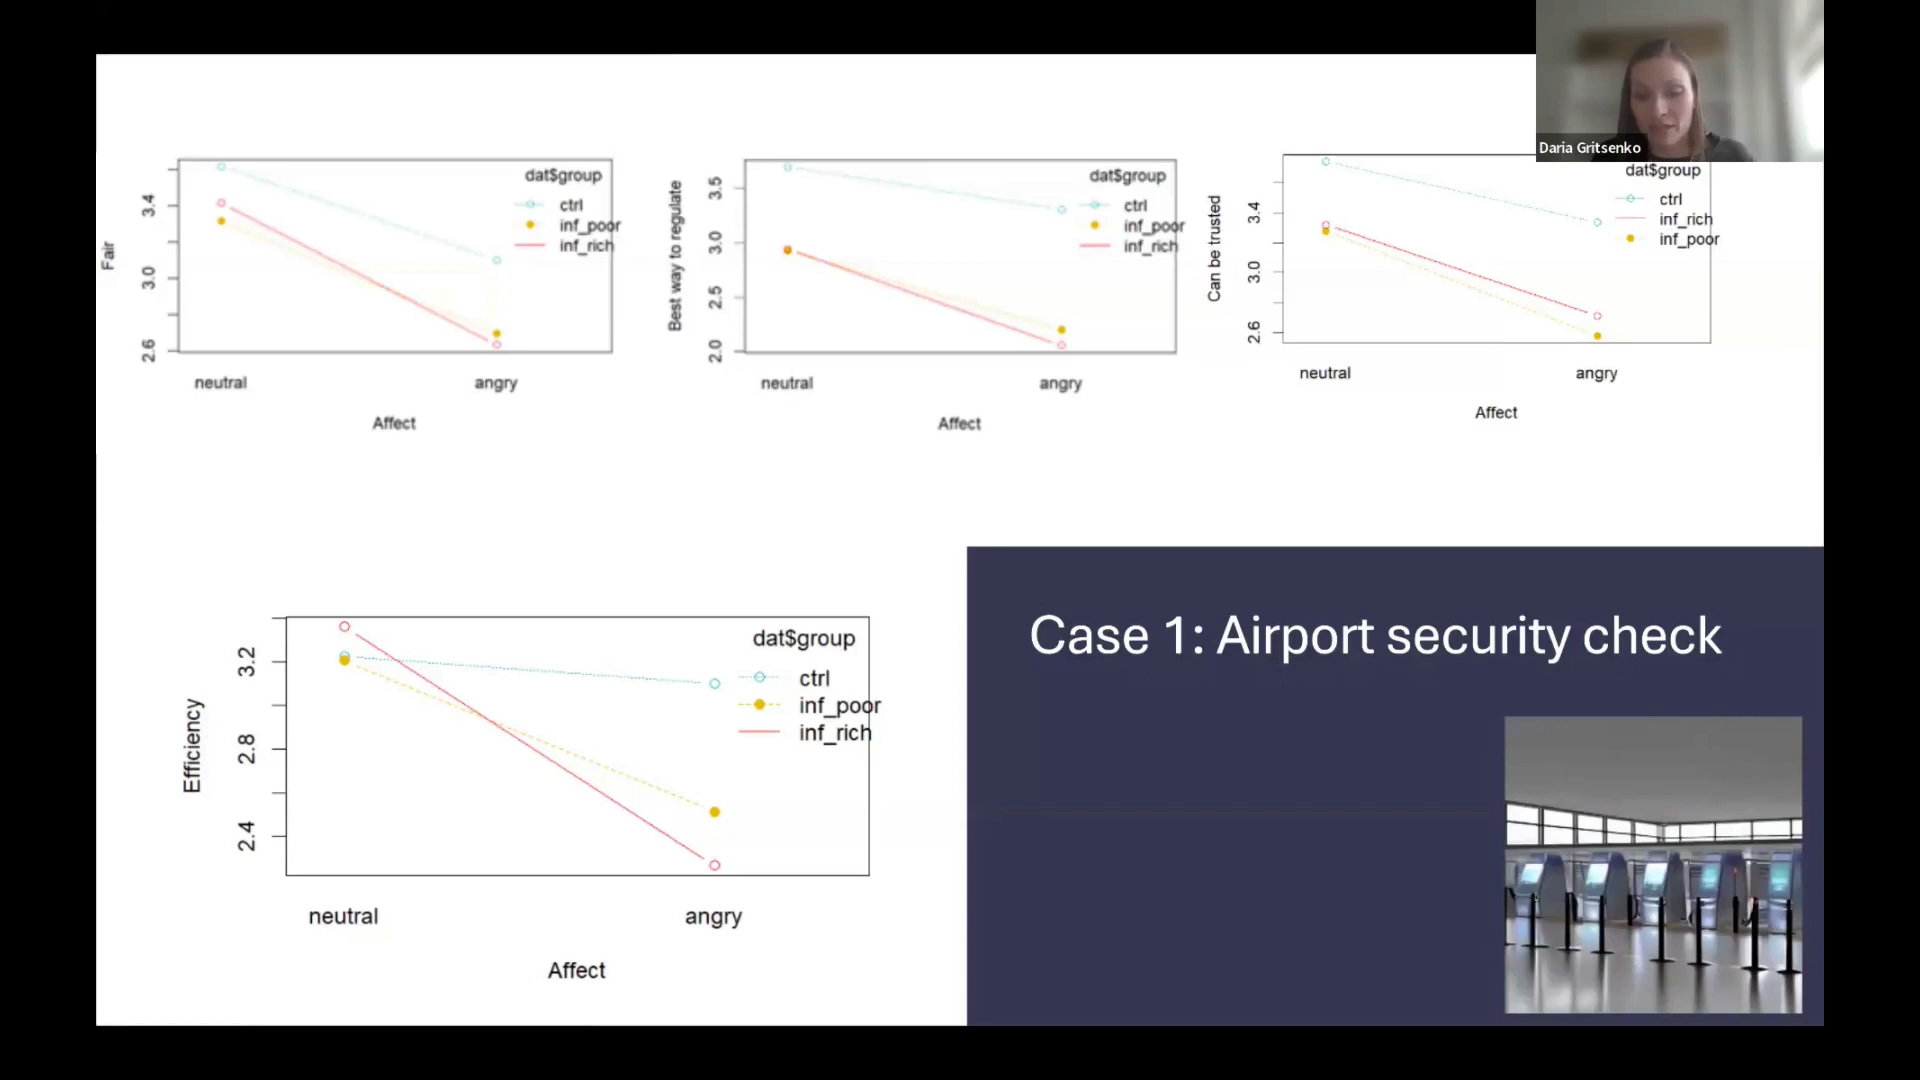 Daria Gritsenko
Fair
3.4
3.0
2.6
dat$group
ctrl
inf_poor
inf_rich
neutral
angry
Affect
Best way to regulate
3.5
3.0
2.5
2.0
dat$group
ctrl
inf_poor
inf_rich
neutral
angry
Affect
Can be trusted
3.4
3.0
2.6
dat$group
ctrl
inf_rich
inf_poor
neutral
angry
Affect
Efficiency
3.2
2.8
2.4
dat$group
ctrl
inf_poor
inf_rich
neutral
angry
Affect
Case 1: Airport security check